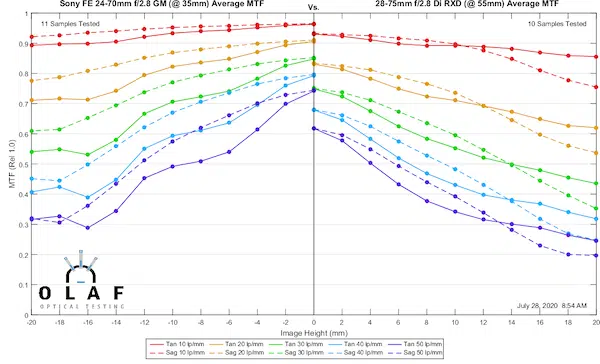 Sony FE 24-70mm f/2.8 GM (@ 35mm) Average MTF Vs. 28-75mm f/2.8 Di RXD (@ 55mm) Average MTF
11 Samples Tested 10 Samples Tested
MTF (Rel 1.0)
1
0.9
0.8
0.7
0.6
0.5
0.4
0.3
0.2
0.1
0
OLAF
OPTICAL TESTING
July 28, 2020 8:54 AM
-20 -18 -16 -14 -12 -10 -8 -6 -4 -2 0 2 4 6 8 10 12 14 16 18 20
Image Height (mm)
Tan 10 lp/mm Tan 20 lp/mm Tan 30 lp/mm Tan 40 lp/mm Tan 50 lp/mm
Sag 10 lp/mm Sag 20 lp/mm Sag 30 lp/mm Sag 40 lp/mm Sag 50 lp/mm